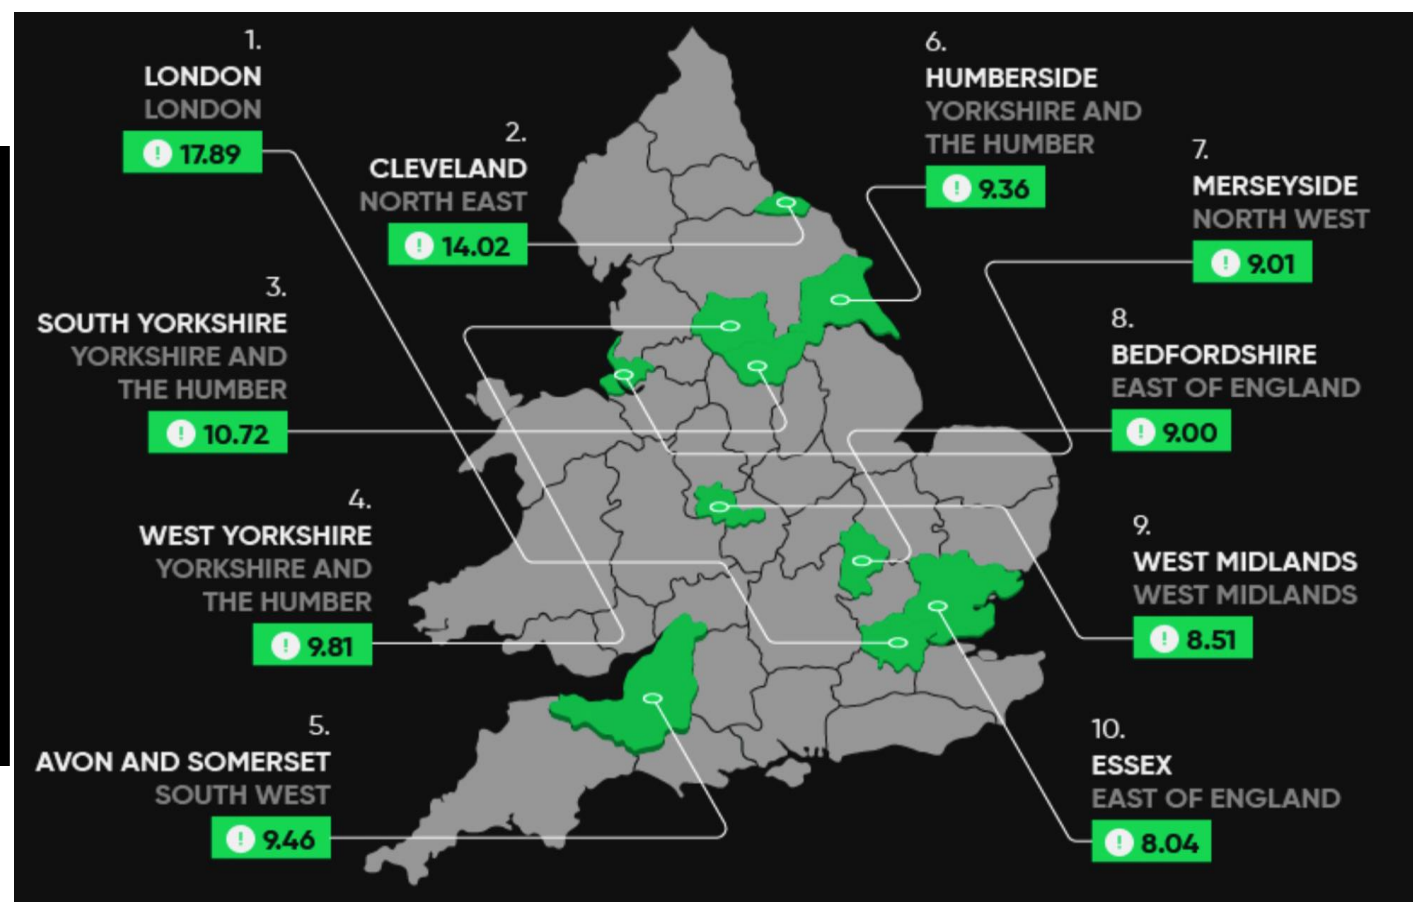 1.
LONDON
LONDON
! 17.89
2.
CLEVELAND
NORTH EAST
! 14.02
3.
SOUTH YORKSHIRE
YORKSHIRE AND
THE HUMBER
! 10.72
4.
WEST YORKSHIRE
YORKSHIRE AND
THE HUMBER
! 9.81
5.
AVON AND SOMERSET
SOUTH WEST
! 9.46
6.
HUMBERSIDE
YORKSHIRE AND
THE HUMBER
! 9.36
7.
MERSEYSIDE
NORTH WEST
! 9.01
8.
BEDFORDSHIRE
EAST OF ENGLAND
! 9.00
9.
WEST MIDLANDS
WEST MIDLANDS
! 8.51
10.
ESSEX
EAST OF ENGLAND
! 8.04